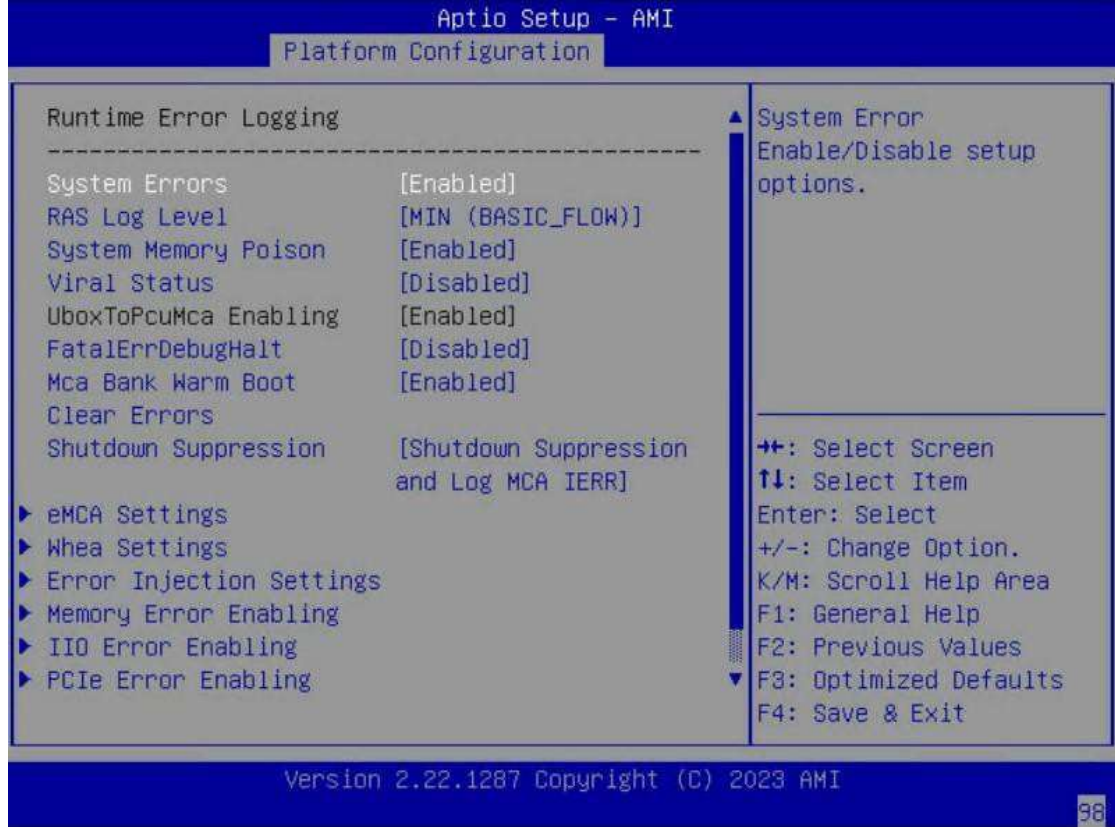 Aptio Setup – AMI
Platform Configuration
Runtime Error Logging
------------------------------------------------
System Errors [Enabled]
RAS Log Level [MIN (BASIC_FLOW)]
System Memory Poison [Enabled]
Viral Status [Disabled]
UboxToPcuMca Enabling [Enabled]
FatalErrDebugHalt [Disabled]
Mca Bank Warm Boot [Enabled]
Clear Errors
Shutdown Suppression [Shutdown Suppression
and Log MCA IERR]
▶ eMCA Settings
▶ Whea Settings
▶ Error Injection Settings
▶ Memory Error Enabling
▶ IIO Error Enabling
▶ PCIe Error Enabling
System Error
Enable/Disable setup
options.
→←: Select Screen
↑↓: Select Item
Enter: Select
+/-: Change Option.
K/M: Scroll Help Area
F1: General Help
F2: Previous Values
F3: Optimized Defaults
F4: Save & Exit
Version 2.22.1287 Copyright (C) 2023 AMI
98